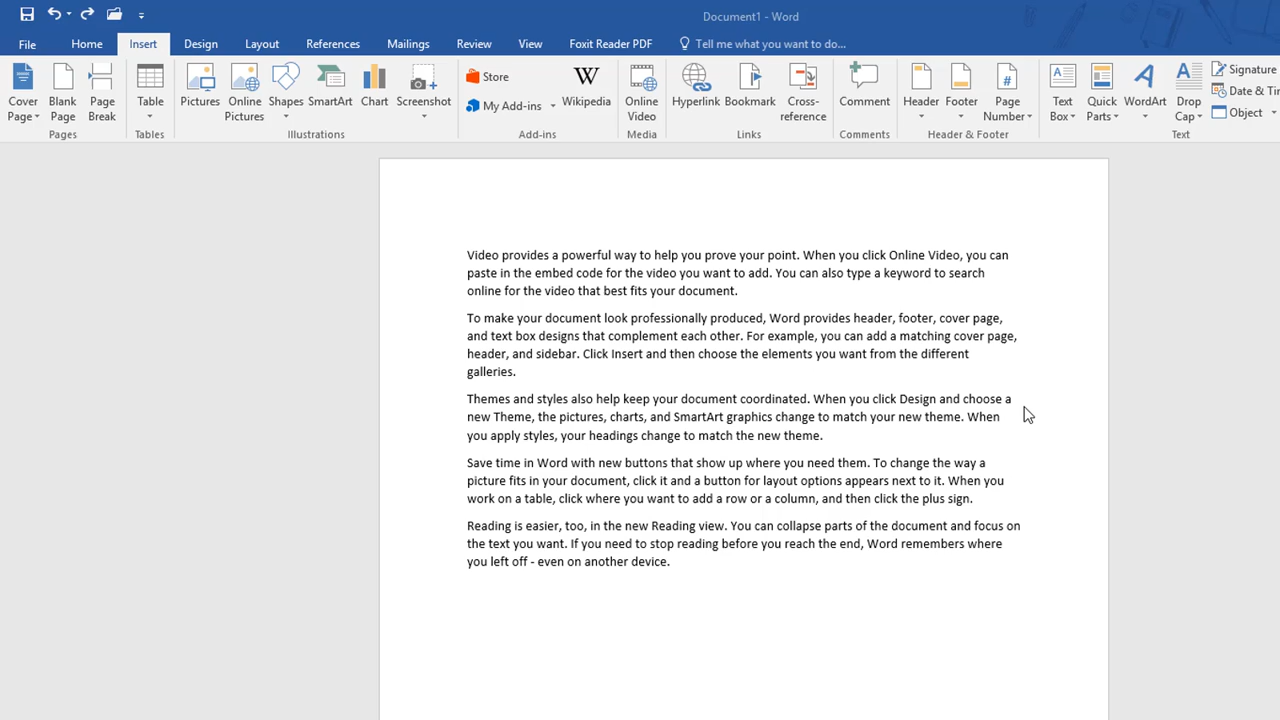 Document1 - Word
File Home Insert Design Layout References Mailings Review View Foxit Reader PDF Tell me what you want to do...
Cover Page
Blank Page
Page Break
Pages
Table
Tables
Pictures
Online Pictures
Shapes
SmartArt
Chart
Screenshot
Illustrations
Store
My Add-ins
W
Wikipedia
Add-ins
Online Video
Media
Hyperlink
Bookmark
Cross-reference
Links
Comment
Comments
Header
Footer
#
Page Number
Header & Footer
A
Text Box
Quick Parts
A
WordArt
A
Drop Cap
Signature
Date & Ti
Object
Text
Video provides a powerful way to help you prove your point. When you click Online Video, you can
paste in the embed code for the video you want to add. You can also type a keyword to search
online for the video that best fits your document.
To make your document look professionally produced, Word provides header, footer, cover page,
and text box designs that complement each other. For example, you can add a matching cover page,
header, and sidebar. Click Insert and then choose the elements you want from the different
galleries.
Themes and styles also help keep your document coordinated. When you click Design and choose a
new Theme, the pictures, charts, and SmartArt graphics change to match your new theme. When
you apply styles, your headings change to match the new theme.
Save time in Word with new buttons that show up where you need them. To change the way a
picture fits in your document, click it and a button for layout options appears next to it. When you
work on a table, click where you want to add a row or a column, and then click the plus sign.
Reading is easier, too, in the new Reading view. You can collapse parts of the document and focus on
the text you want. If you need to stop reading before you reach the end, Word remembers where
you left off - even on another device.